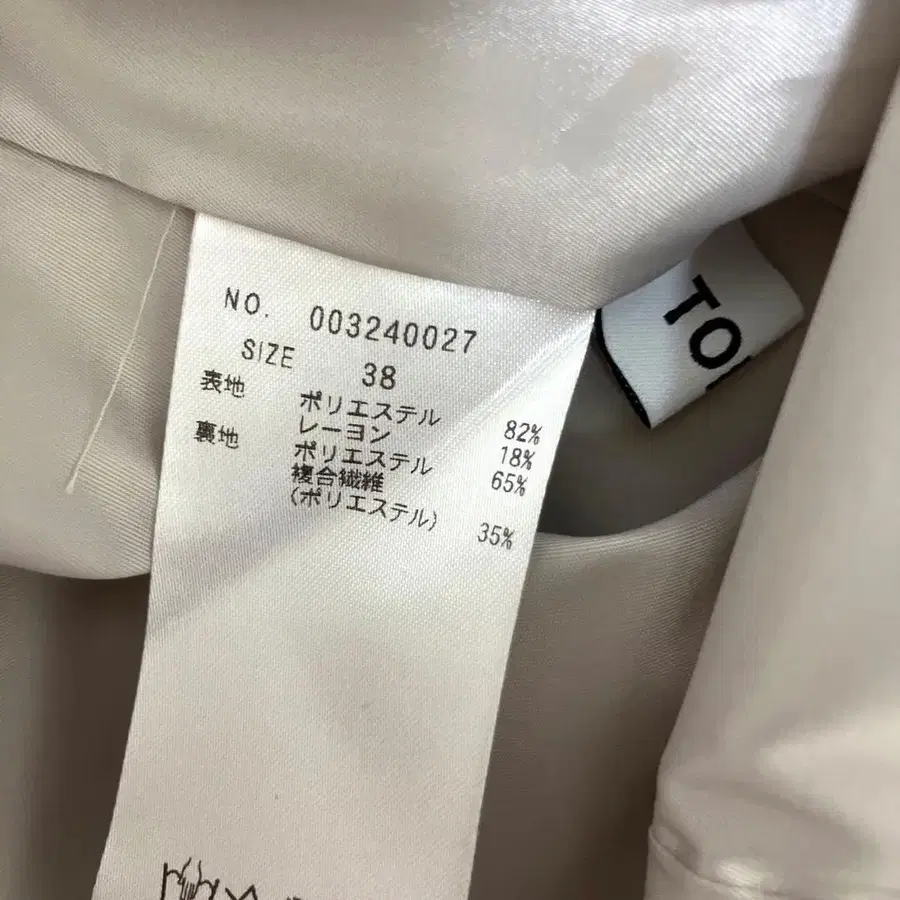 NO. 003240027
SIZE 38
表地 ポリエステル 82%
レーヨン 18%
裏地 ポリエステル 65%
複合繊維
(ポリエステル) 35%